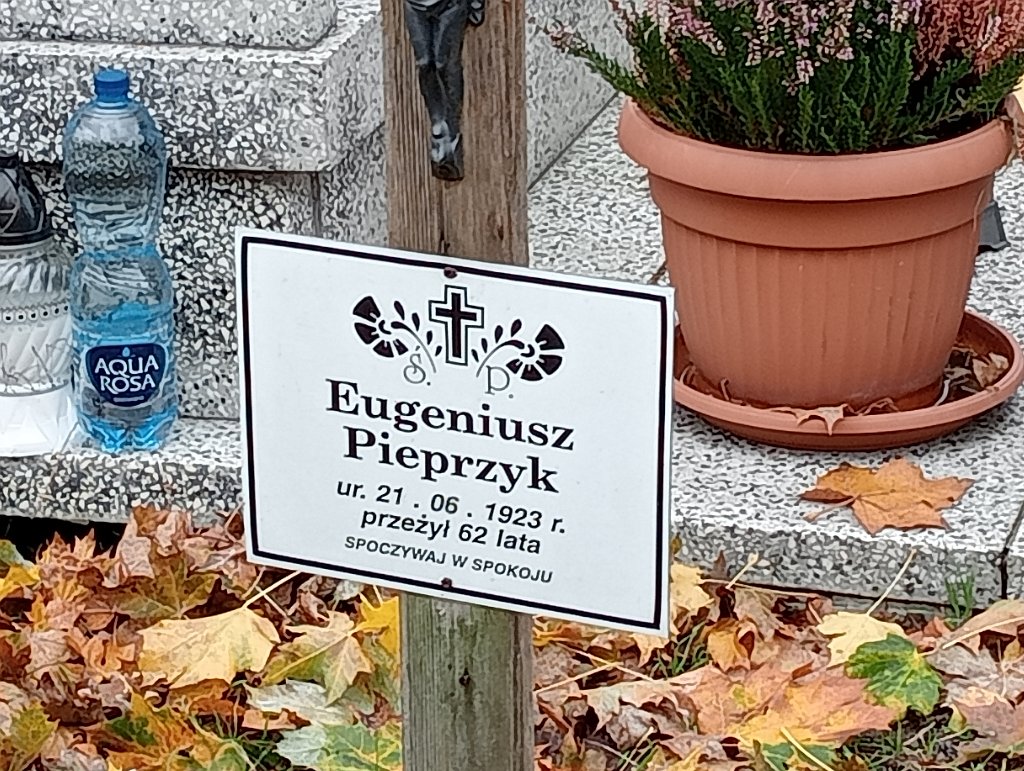 AQUA
ROSA
Ś. P.
Eugeniusz
Pieprzyk
ur. 21 . 06 . 1923 r.
przeżył 62 lata
SPOCZYWAJ W SPOKOJU